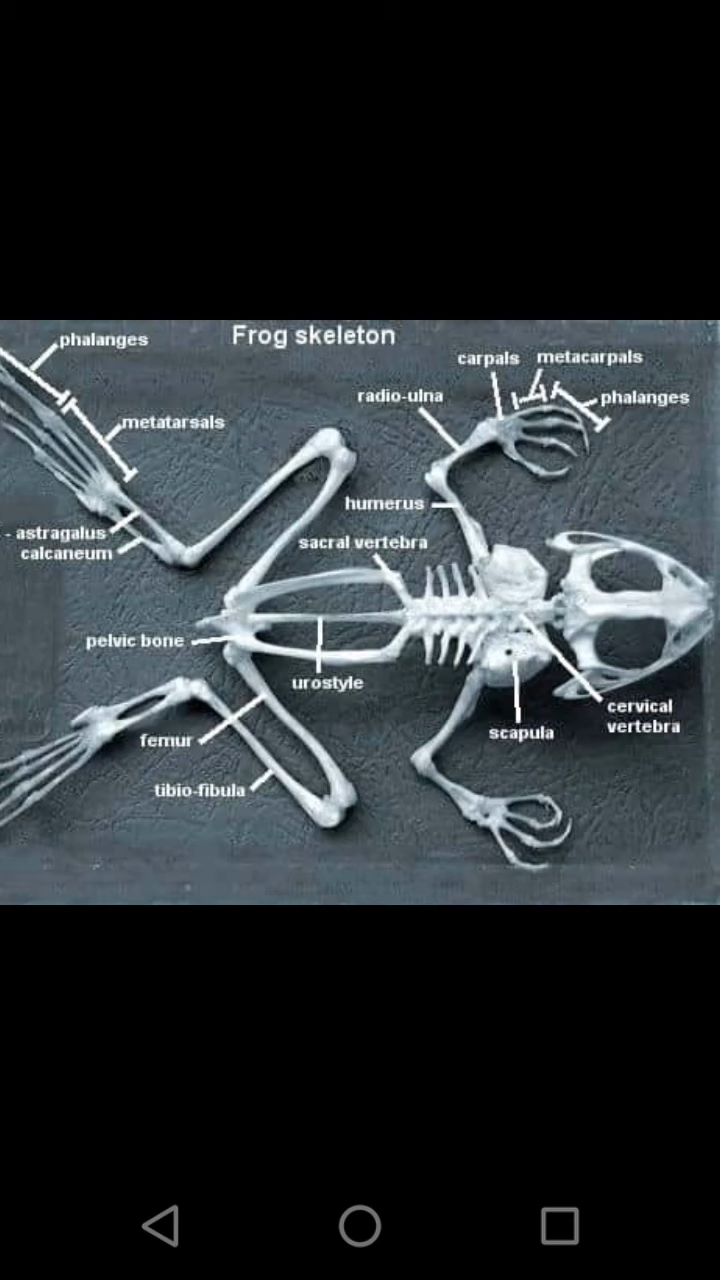 Frog skeleton
phalanges
metatarsals
- astragalus
calcaneum
carpals
metacarpals
phalanges
radio-ulna
humerus
sacral vertebra
pelvic bone
urostyle
femur
tibio-fibula
scapula
cervical
vertebra